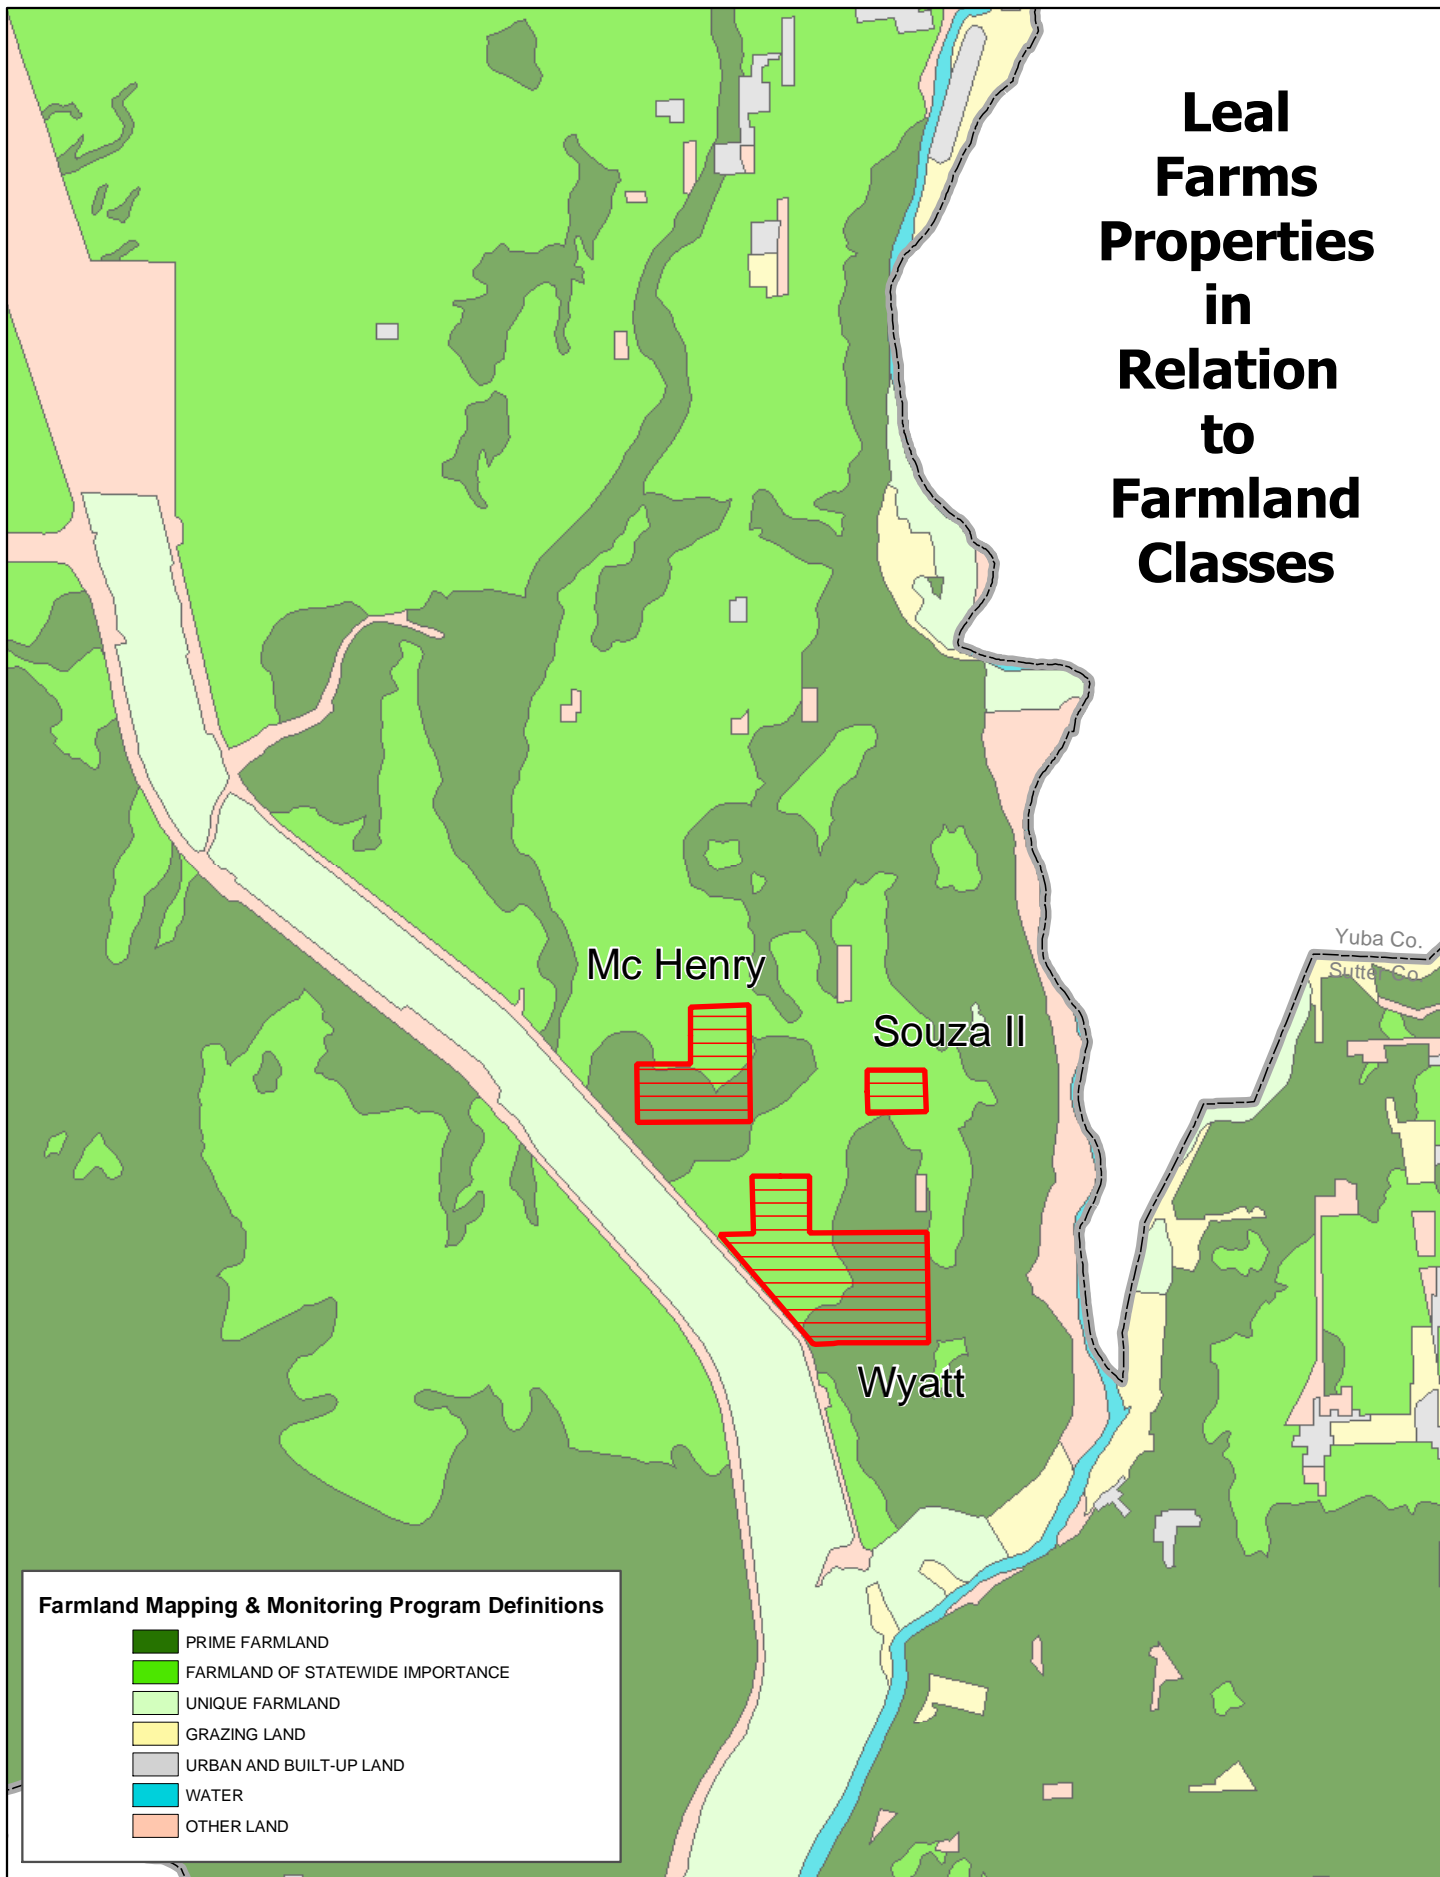 Leal
Farms
Properties
in
Relation
to
Farmland
Classes
Yuba Co.
Sutter Co.
Mc Henry
Souza II
Wyatt
Farmland Mapping & Monitoring Program Definitions
PRIME FARMLAND
FARMLAND OF STATEWIDE IMPORTANCE
UNIQUE FARMLAND
GRAZING LAND
URBAN AND BUILT-UP LAND
WATER
OTHER LAND